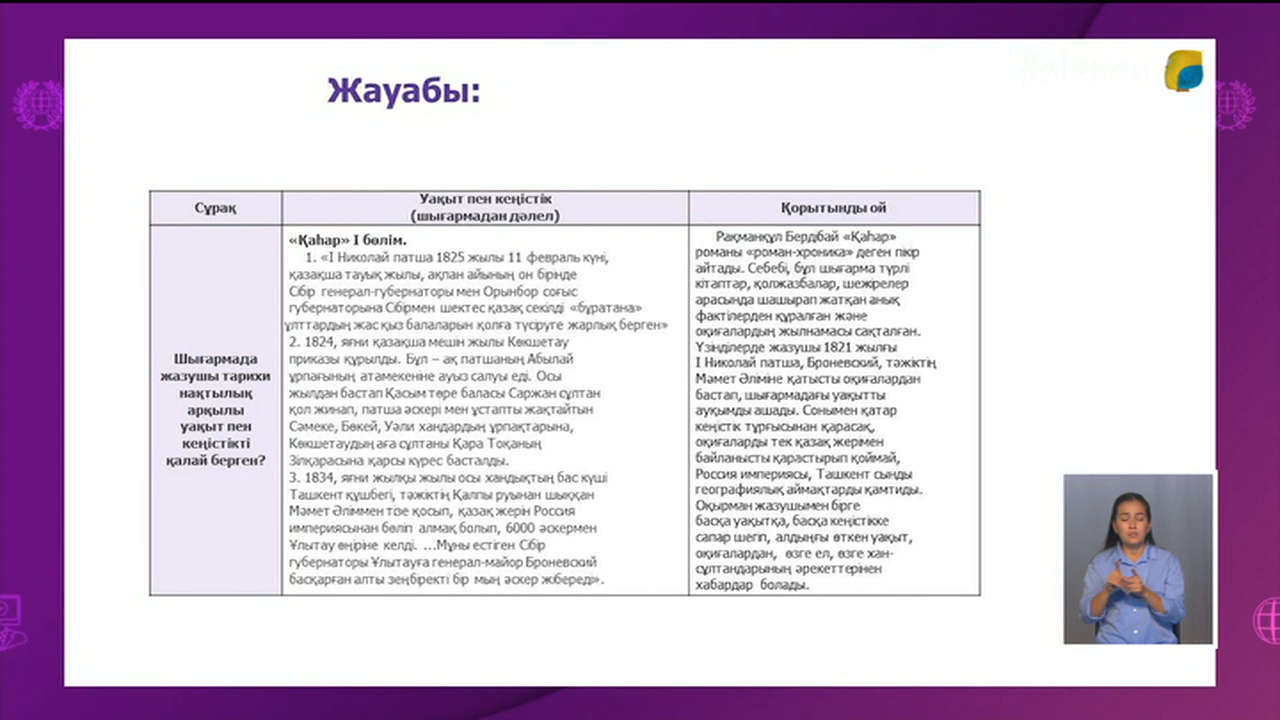 Balapan
Жауабы:
Сұрақ
Уақыт пен кеңістік
(шығармадан дәлел)
Қорытынды ой
Шығармада
жазушы тарихи
нақтылық
арқылы
уақыт пен
кеңістікті
қалай берген?
«Қаһар» І бөлім.
1. «І Николай патша 1825 жылы 11 февраль күні,
қазақша тауық жылы, ақпан айының он бірінде
Сібір генерал-губернаторы мен Орынбор соғыс
губернаторына Сібірмен шектес қазақ секілді «бұратана»
ұлттардың жас қыз балаларын қолға түсіруге жарлық берген»
2. 1824, яғни қазақша мешін жылы Көкшетау
приказы құрылды. Бұл – ақ патшаның Абылай
ұрпағының атамекеніне ауыз салуы еді. Осы
жылдан бастап Қасым төре баласы Саржан сұлтан
қол жинап, патша әскері мен ұстапты жақтайтын
Сәмеке, Бөкей, Уәли хандардың ұрпақтарына,
Көкшетаудың аға сұлтаны Қара Тоқаның
Зілқарасына қарсы күрес басталды.
3. 1834, яғни жылқы жылы осы хандықтың бас күші
Ташкент құшбегі, тәжіктің Қалпы руынан шыққан
Мәмет Әліммен тізе қосып, қазақ жерін Россия
империясынан бөліп алмақ болып, 6000 әскермен
Ұлытау өңіріне келді. ...Мұны естіген Сібір
губернаторы Ұлытауға генерал-майор Броневский
басқарған алты зеңбіректі бір мың әскер жіберед­і».
Рақманқұл Бердібай «Қаһар»
романы «роман-хроника» деген пікір
айтады. Себебі, бұл шығарма түрлі
кітаптар, қолжазбалар, шежірелер
арасында шашырап жатқан анық
фактілерден құралған және
оқиғалардың жылнамасы сақталған.
Үзінділерде жазушы 1821 жылғы
І Николай патша, Броневский, тәжіктің
Мәмет Әліміне қатысты оқиғалардан
бастап, шығармадағы уақытты
ауқымды ашады. Сонымен қатар
кеңістік тұрғысынан қарасақ,
оқиғаларды тек қазақ жерімен
байланысты қарастырып қоймай,
Россия империясы, Ташкент сынды
географиялық аймақтарды қамтиды.
Оқырман жазушымен бірге
басқа уақытқа, басқа кеңістікке
сапар шегіп, алдыңғы өткен уақыт,
оқиғалардан, өзге ел, өзге хан-
сұлтандарының әрекеттерінен
хабардар болады.